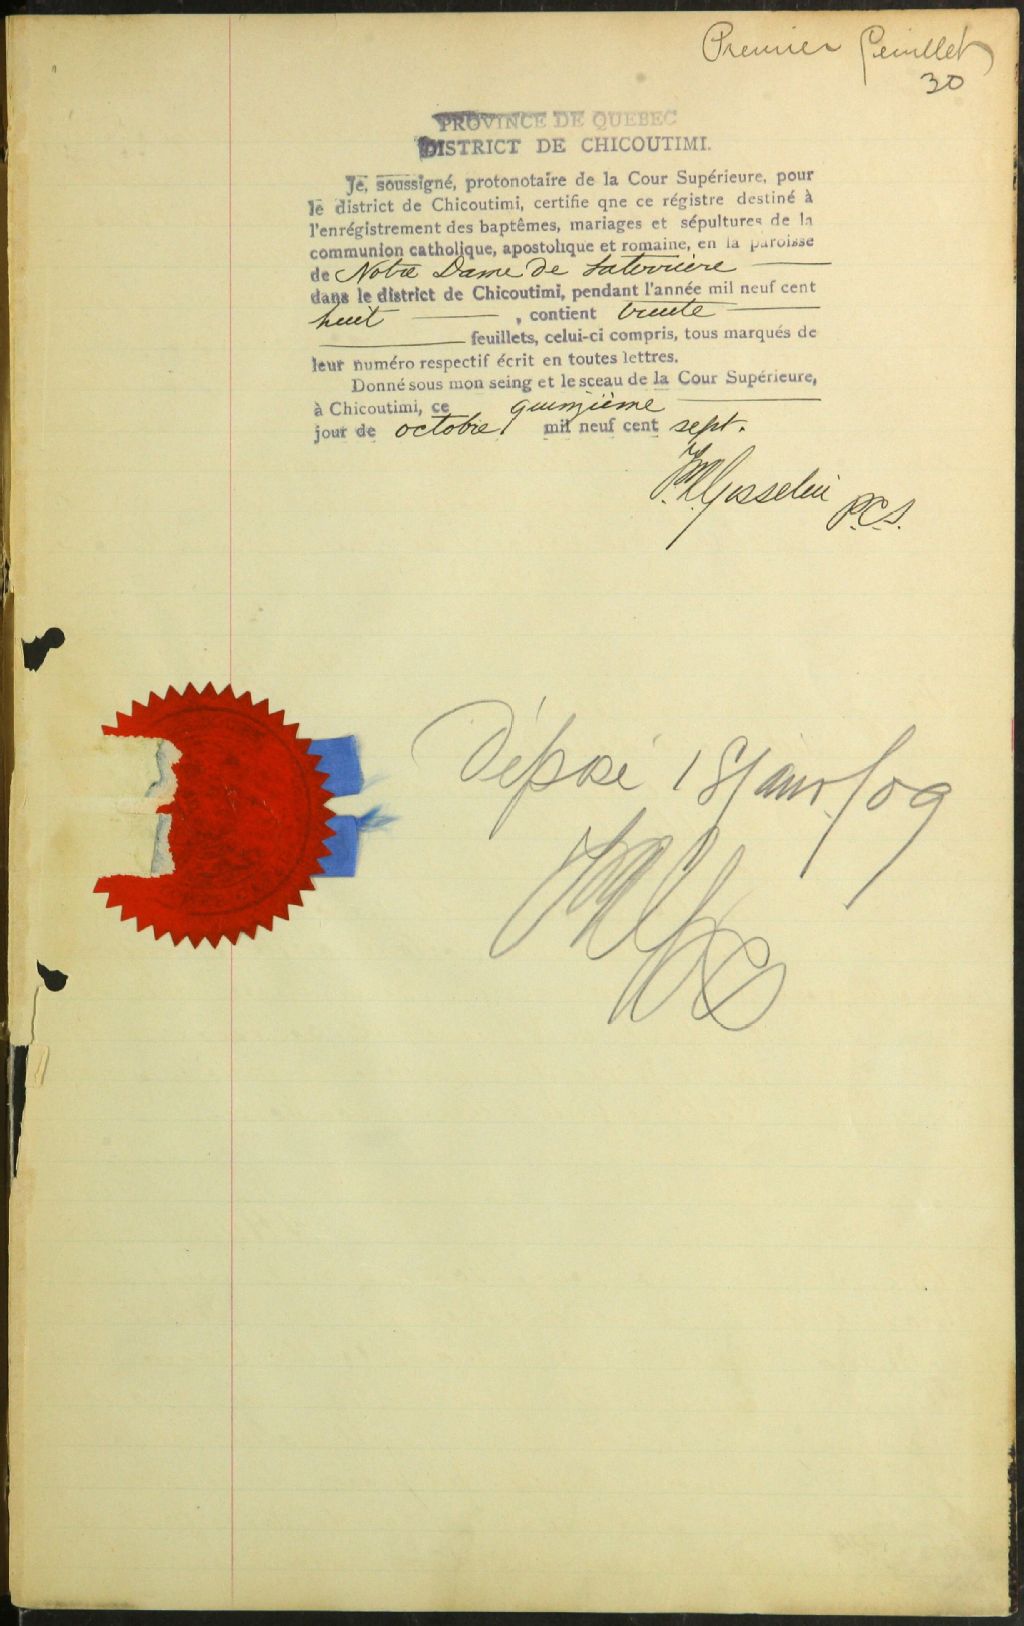 Premier feuillet
30
PROVINCE DE QUEBEC
DISTRICT DE CHICOUTIMI.
Je, soussigné, protonotaire de la Cour Supérieure, pour
le district de Chicoutimi, certifie qne ce régistre destiné à
l'enrégistrement des baptêmes, mariages et sépultures de la
communion catholique, apostolique et romaine, en la paroisse
de Notre Dame de Laterrière
dans le district de Chicoutimi, pendant l'année mil neuf cent
huit , contient trente
feuillets, celui-ci compris, tous marqués de
leur numéro respectif écrit en toutes lettres.
Donné sous mon seing et le sceau de la Cour Supérieure,
à Chicoutimi, ce quinzième
jour de octobre mil neuf cent sept.
Gosselin P.C.S.
Déposé 18 janv. /09